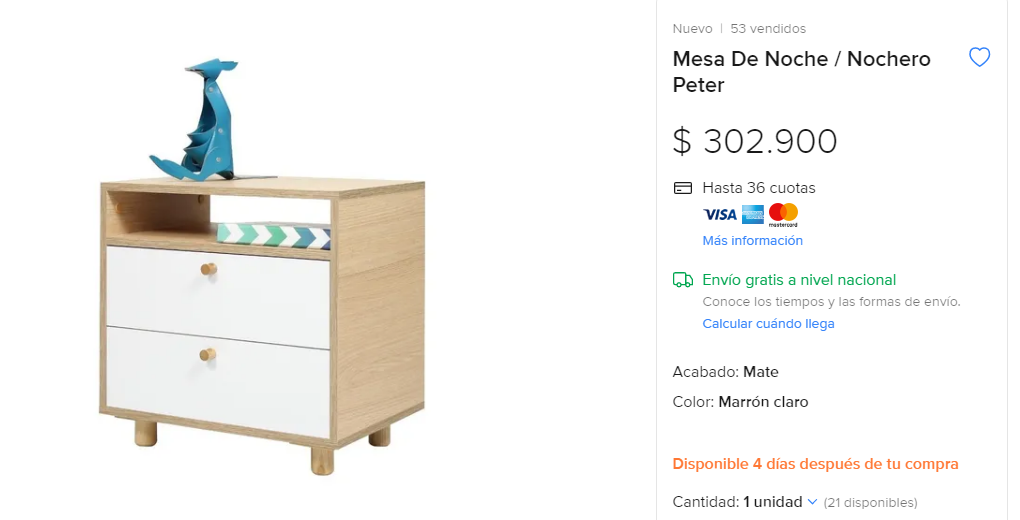 Nuevo | 53 vendidos
Mesa De Noche / Nochero
Peter
$ 302.900
Hasta 36 cuotas
VISA AMERICAN EXPRESS mastercard
Más información
Envío gratis a nivel nacional
Conoce los tiempos y las formas de envío.
Calcular cuándo llega
Acabado: Mate
Color: Marrón claro
Disponible 4 días después de tu compra
Cantidad: 1 unidad (21 disponibles)